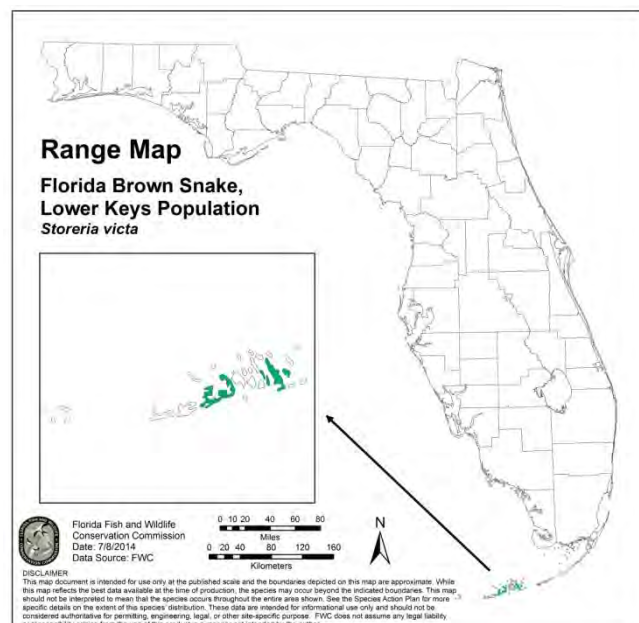 Range Map
Florida Brown Snake,
Lower Keys Population
Storeria victa
Florida Fish and Wildlife
Conservation Commission
Date: 7/8/2014
Data Source: FWC
0 10 20 40 60 80
Miles
0 20 40 80 120 160
Kilometers
N
DISCLAIMER
This map document is intended for use only at the published scale and the boundaries depicted on this map are approximate. While
this map reflects the best data available at the time of production, the species may occur beyond the indicated boundaries. This map
should not be interpreted to mean that the species occurs throughout the entire area shown. See the Species Action Plan for more
specific details on the extent of this species' distribution. These data are intended for informational use only and should not be
considered authoritative for permitting, engineering, legal, or other site-specific purpose. FWC does not assume any legal liability